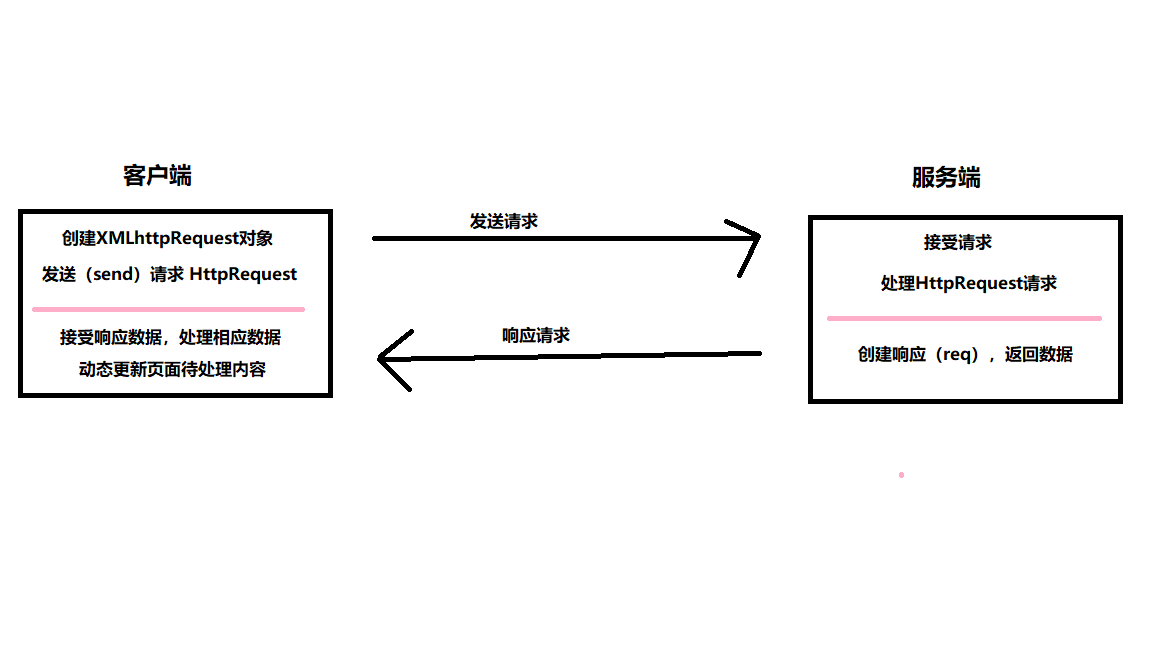 客户端
创建XMLhttpRequest对象
发送（send）请求 HttpRequest
接受响应数据，处理相应数据
动态更新页面待处理内容
发送请求
响应请求
服务端
接受请求
处理HttpRequest请求
创建响应（req），返回数据